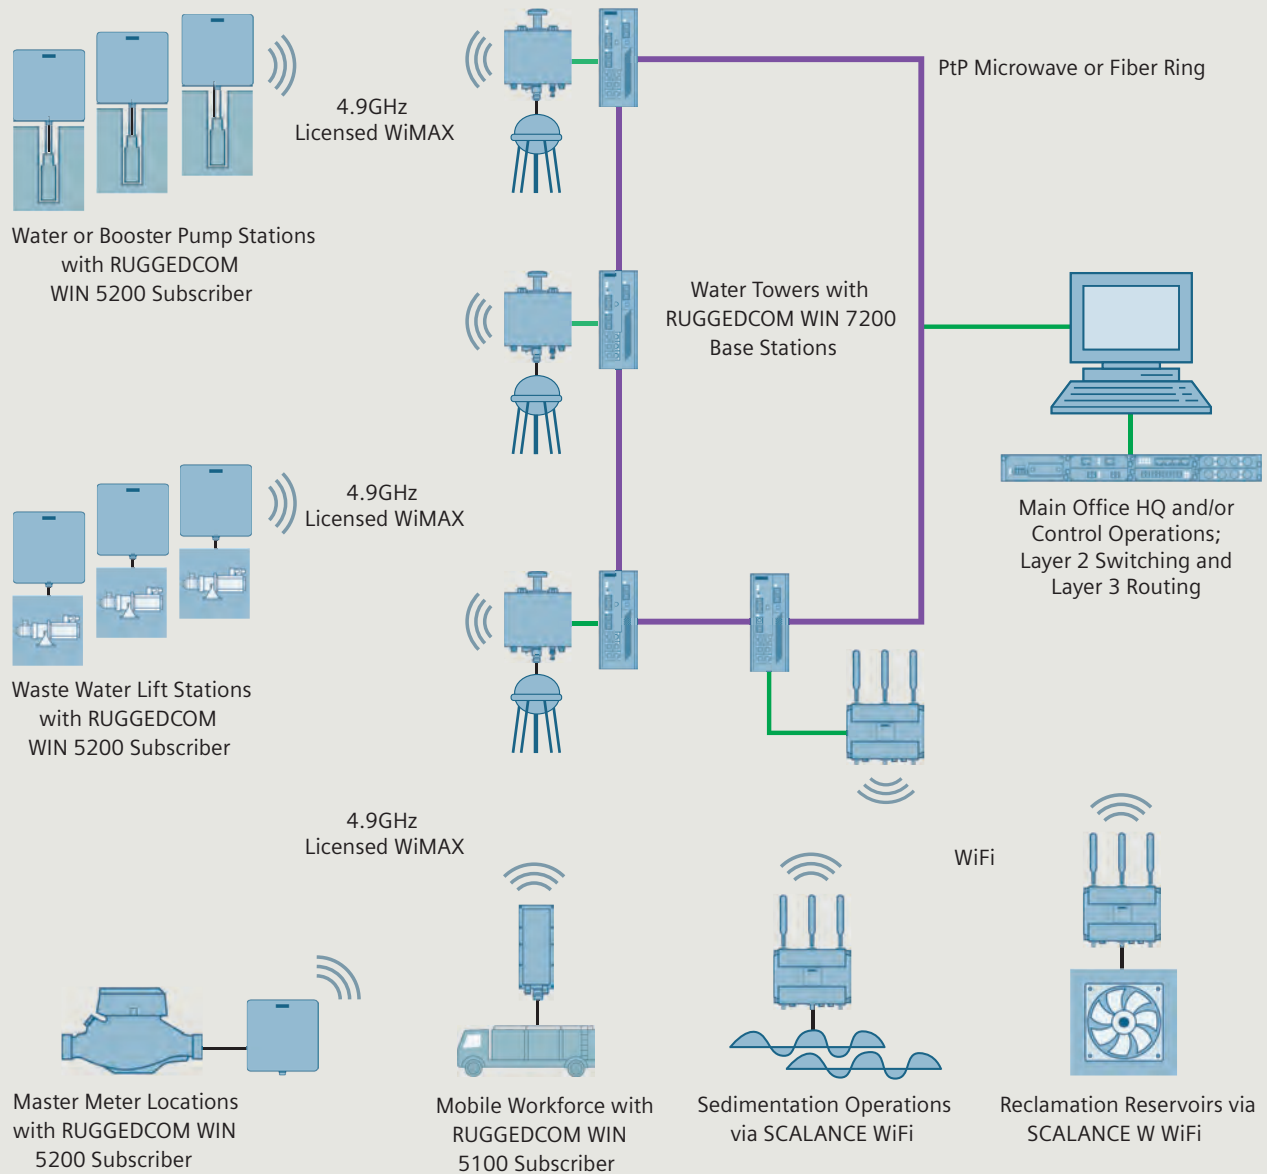 PtP Microwave or Fiber Ring
4.9GHz
Licensed WiMAX
Water or Booster Pump Stations
with RUGGEDCOM
WIN 5200 Subscriber
Water Towers with
RUGGEDCOM WIN 7200
Base Stations
4.9GHz
Licensed WiMAX
Main Office HQ and/or
Control Operations;
Layer 2 Switching and
Layer 3 Routing
Waste Water Lift Stations
with RUGGEDCOM
WIN 5200 Subscriber
4.9GHz
Licensed WiMAX
WiFi
Master Meter Locations
with RUGGEDCOM WIN
5200 Subscriber
Mobile Workforce with
RUGGEDCOM WIN
5100 Subscriber
Sedimentation Operations
via SCALANCE WiFi
Reclamation Reservoirs via
SCALANCE W WiFi